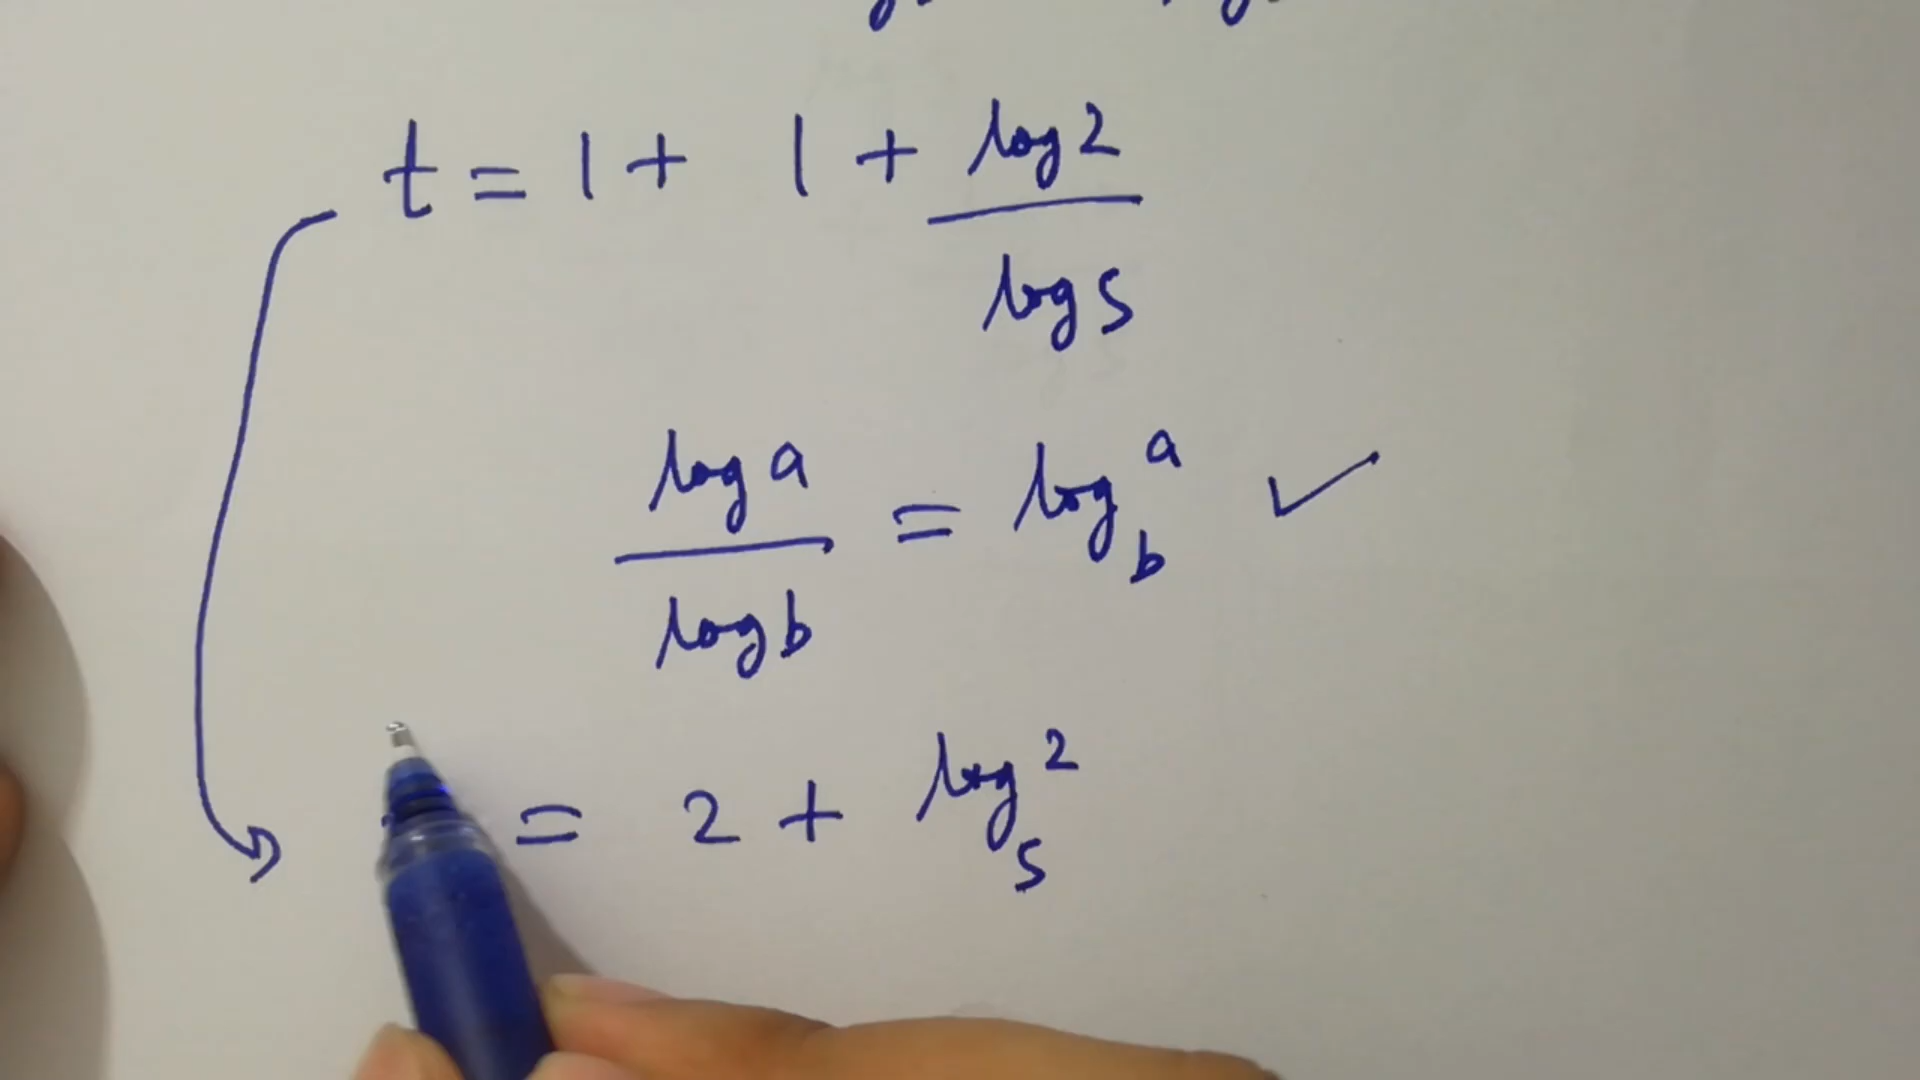 t = 1 + 1 + log 2 / log 5
log a / log b = log_b^a ✓
= 2 + log_5^2